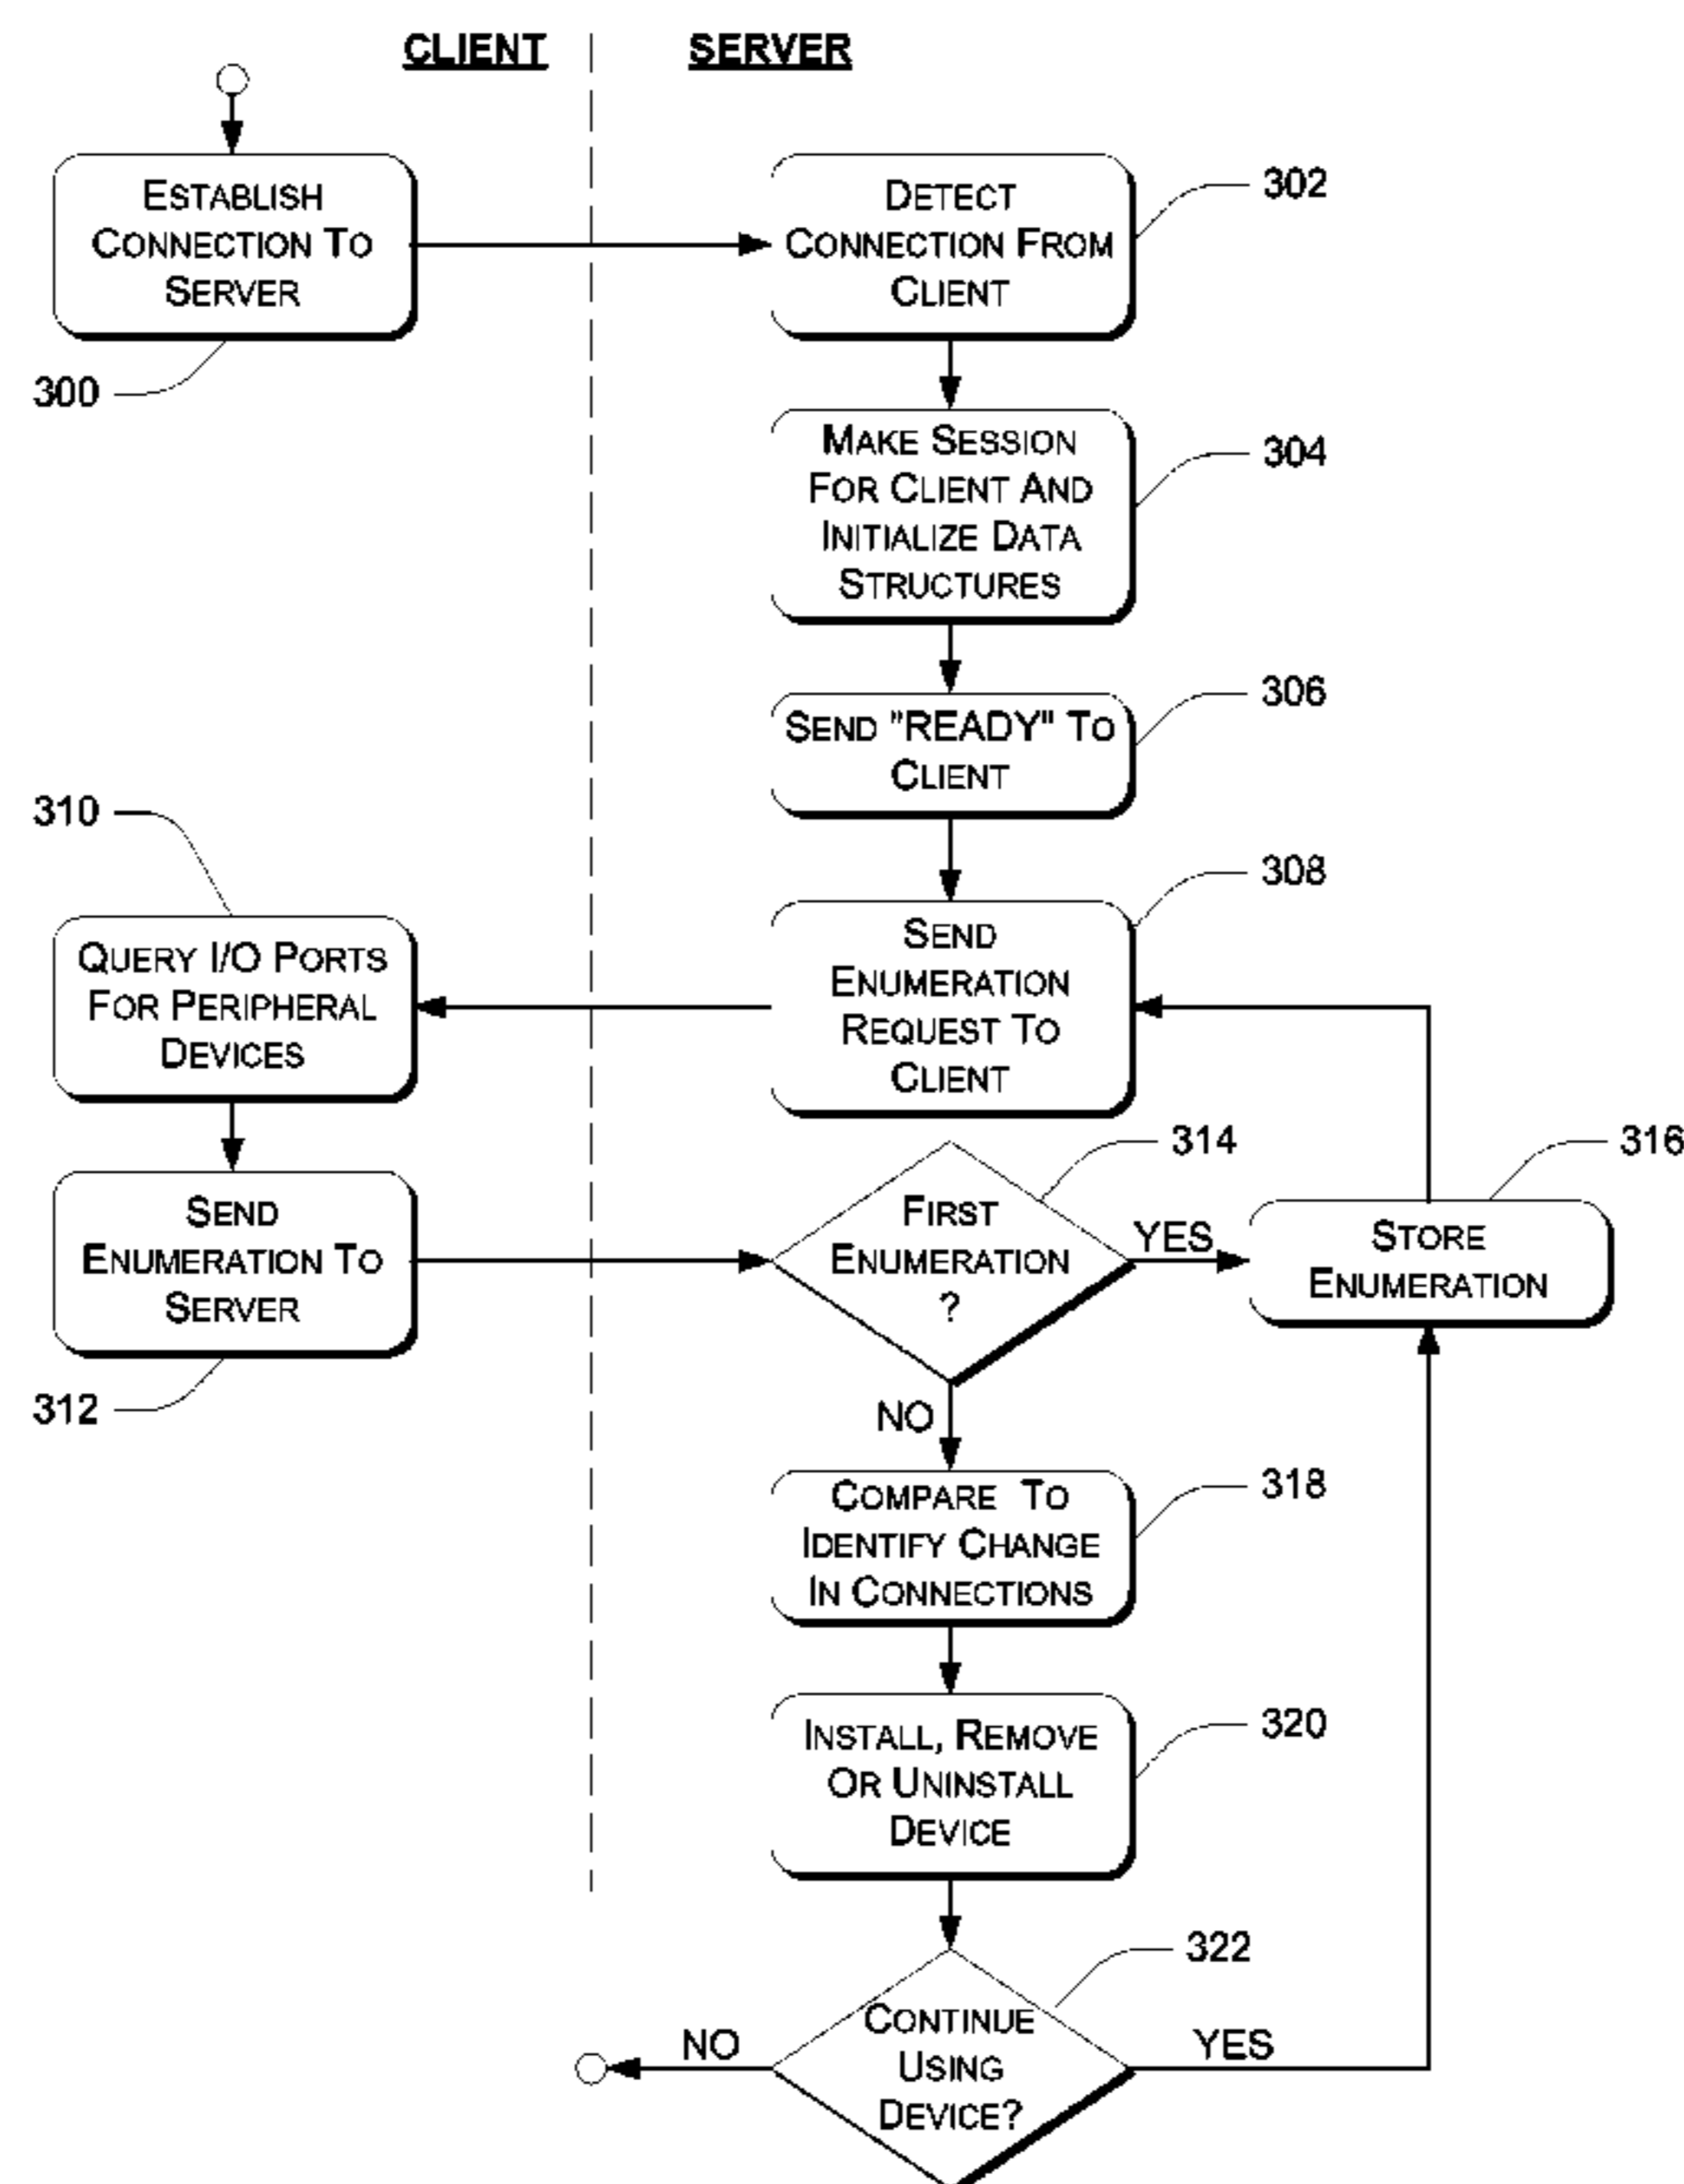 CLIENT
SERVER
ESTABLISH
CONNECTION TO
SERVER
300
DETECT
CONNECTION FROM
CLIENT
302
MAKE SESSION
FOR CLIENT AND
INITIALIZE DATA
STRUCTURES
304
SEND "READY" TO
CLIENT
306
SEND
ENUMERATION
REQUEST TO
CLIENT
308
310
QUERY I/O PORTS
FOR PERIPHERAL
DEVICES
SEND
ENUMERATION TO
SERVER
312
FIRST
ENUMERATION
?
314
YES
NO
STORE
ENUMERATION
316
COMPARE TO
IDENTIFY CHANGE
IN CONNECTIONS
318
INSTALL, REMOVE
OR UNINSTALL
DEVICE
320
CONTINUE
USING
DEVICE?
322
NO
YES